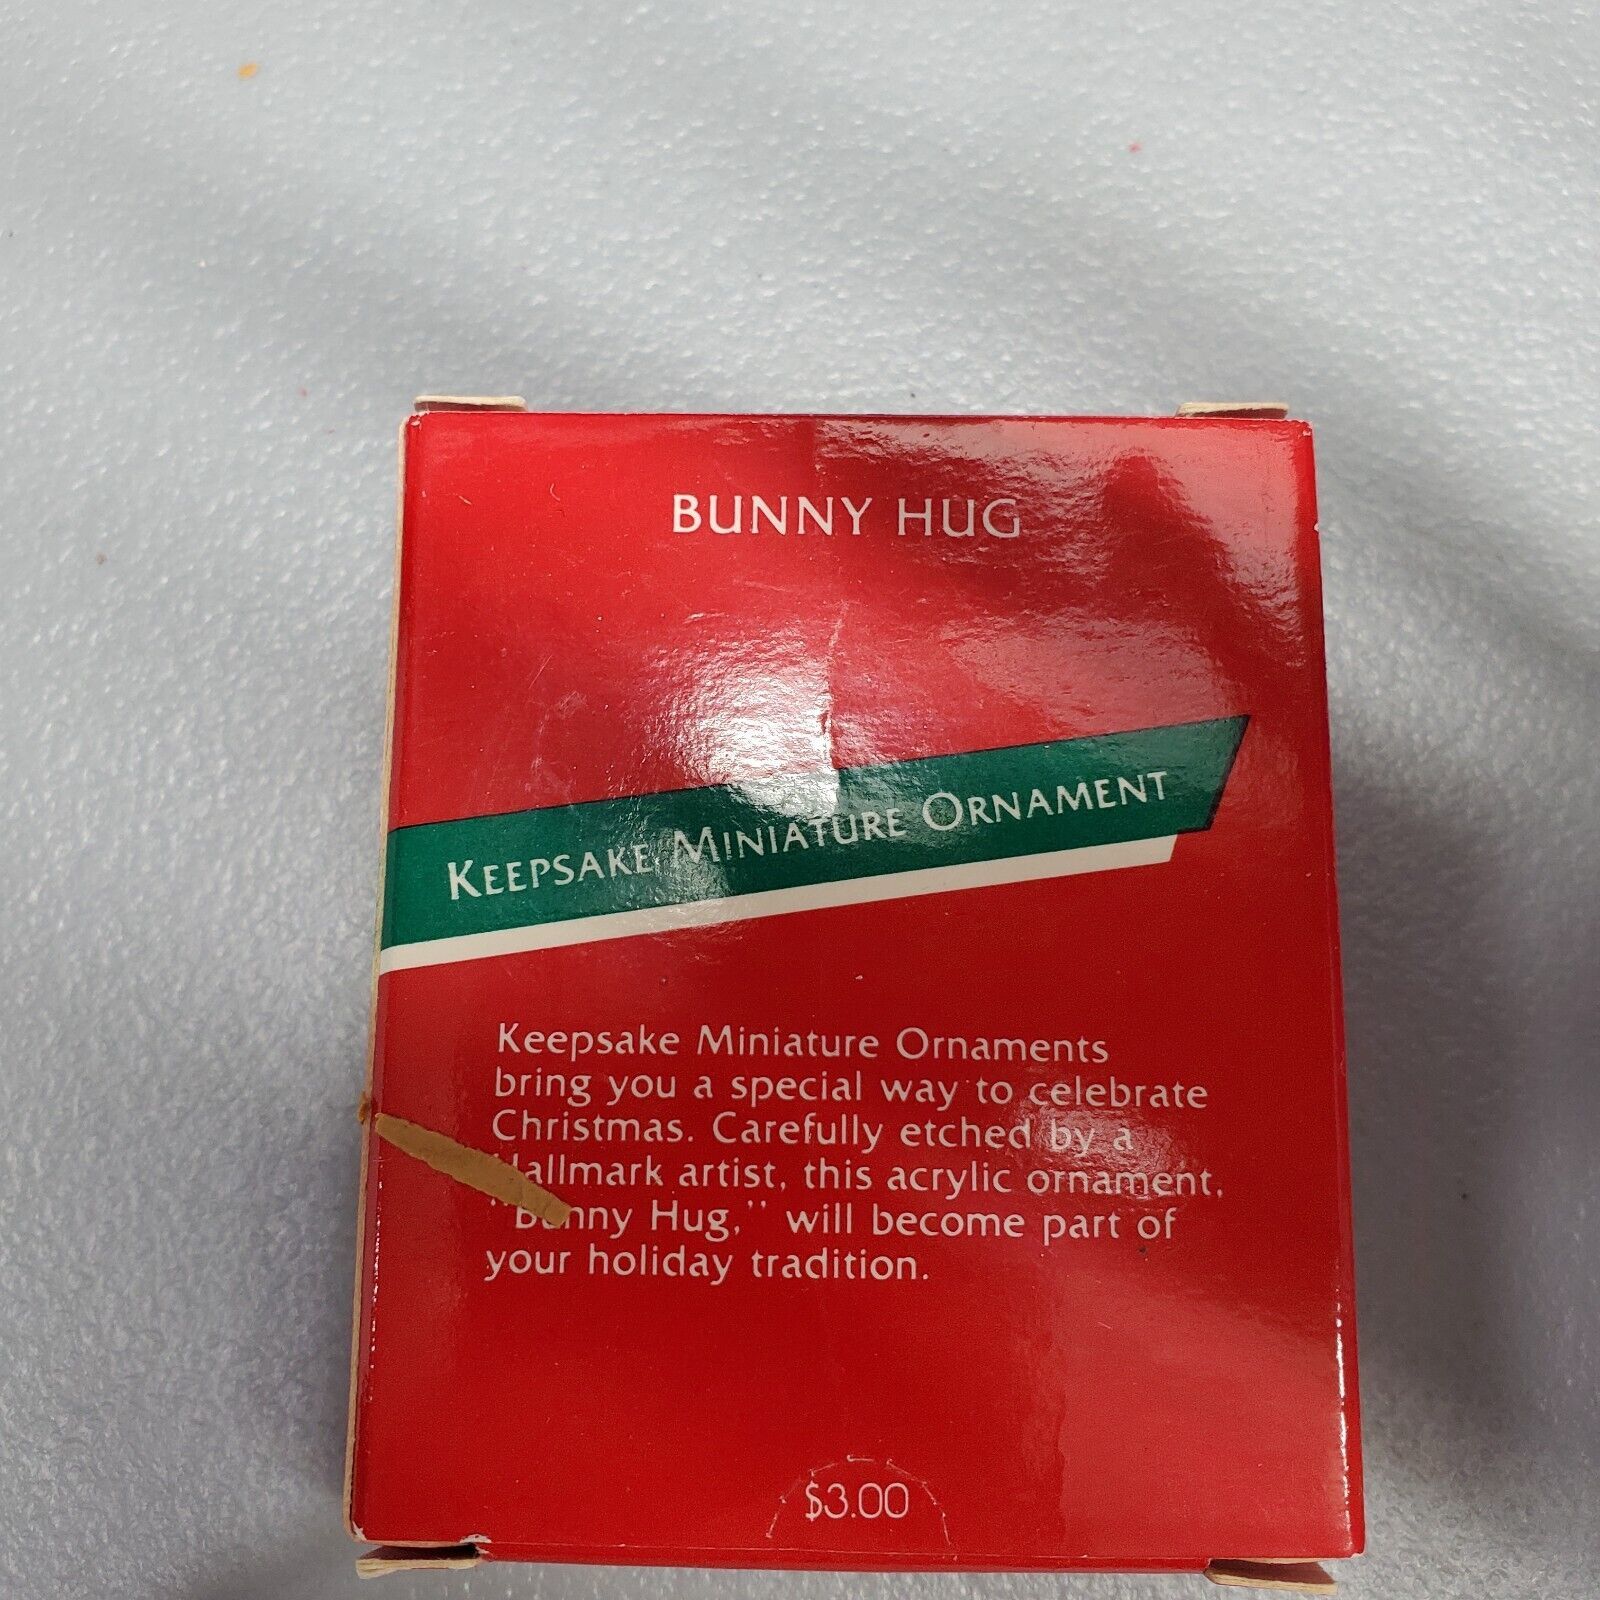 BUNNY HUG
KEEPSAKE MINIATURE ORNAMENT
Keepsake Miniature Ornaments
bring you a special way to celebrate
Christmas. Carefully etched by a
Hallmark artist, this acrylic ornament,
"Bunny Hug," will become part of
your holiday tradition.
$3.00